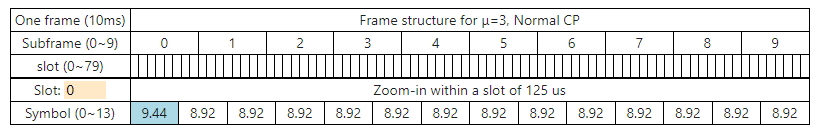 One frame (10ms) Frame structure for μ=3, Normal CP
Subframe (0~9) 0 1 2 3 4 5 6 7 8 9
slot (0~79)
Slot: 0 Zoom-in within a slot of 125 us
Symbol (0~13) 9.44 8.92 8.92 8.92 8.92 8.92 8.92 8.92 8.92 8.92 8.92 8.92 8.92 8.92